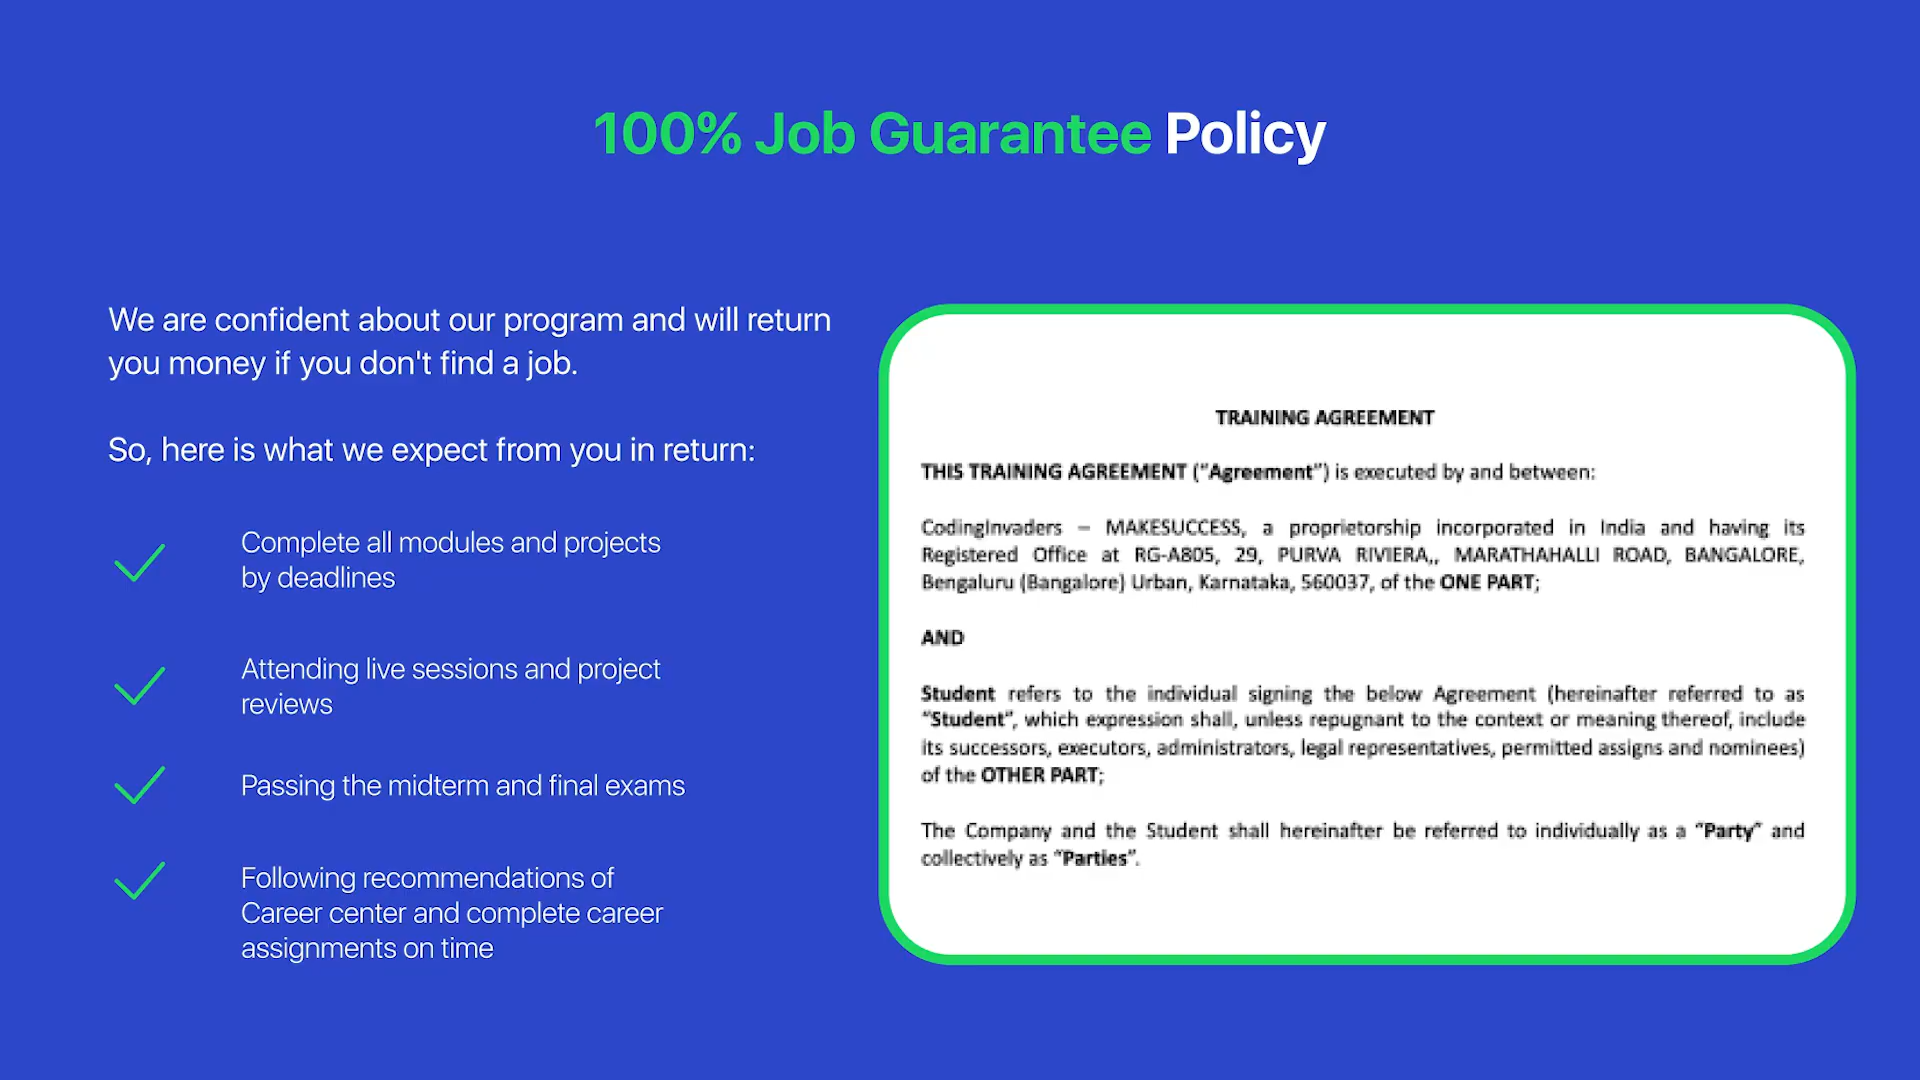 100% Job Guarantee Policy
We are confident about our program and will return
you money if you don't find a job.
So, here is what we expect from you in return:
Complete all modules and projects
by deadlines
Attending live sessions and project
reviews
Passing the midterm and final exams
Following recommendations of
Career center and complete career
assignments on time
TRAINING AGREEMENT
THIS TRAINING AGREEMENT ("Agreement") is executed by and between:
CodingInvaders – MAKESUCCESS, a proprietorship incorporated in India and having its
Registered Office at RG-A805, 29, PURVA RIVIERA,, MARATHAHALLI ROAD, BANGALORE,
Bengaluru (Bangalore) Urban, Karnataka, 560037, of the ONE PART;
AND
Student refers to the individual signing the below Agreement (hereinafter referred to as
"Student", which expression shall, unless repugnant to the context or meaning thereof, include
its successors, executors, administrators, legal representatives, permitted assigns and nominees)
of the OTHER PART;
The Company and the Student shall hereinafter be referred to individually as a "Party" and
collectively as "Parties".